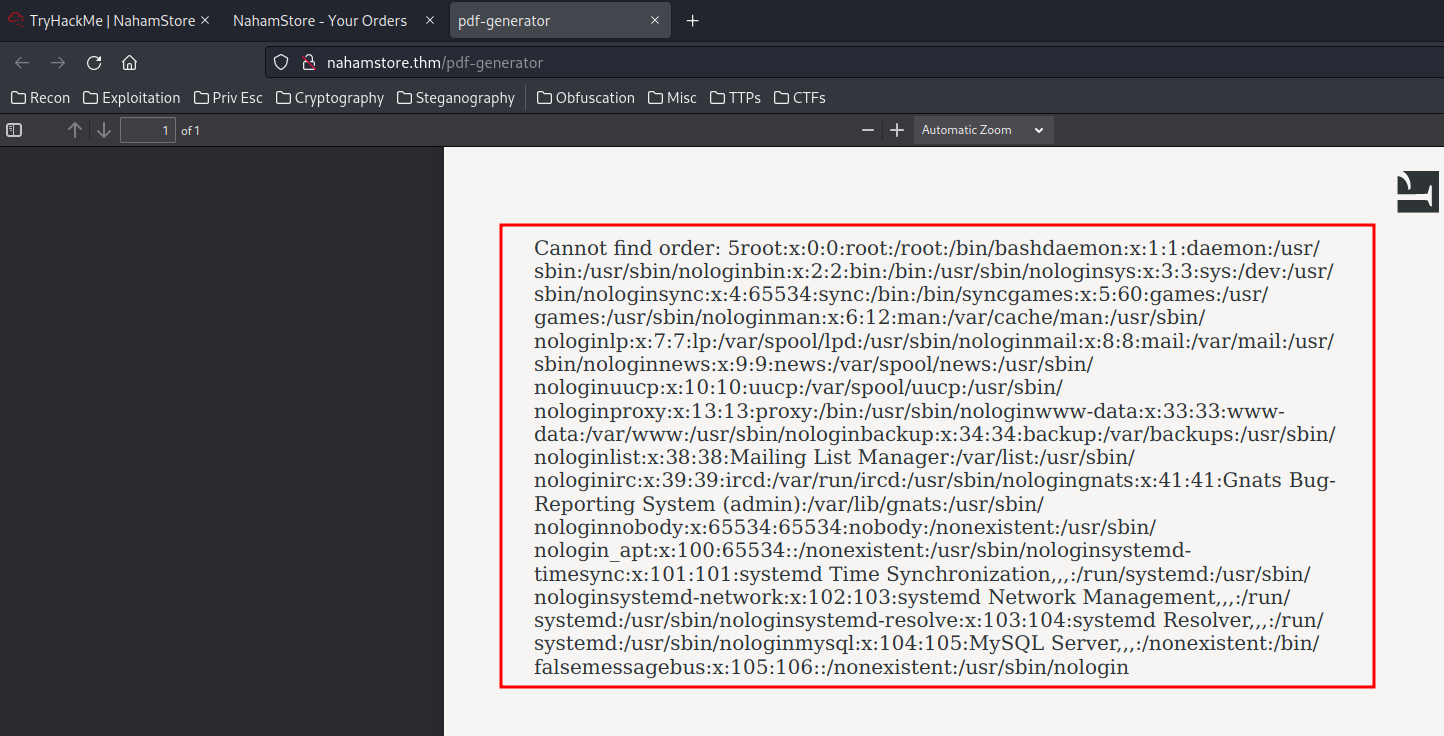 TryHackMe | NahamStore
NahamStore - Your Orders
pdf-generator
nahamstore.thm/pdf-generator
Recon
Exploitation
Priv Esc
Cryptography
Steganography
Obfuscation
Misc
TTPs
CTFs
1
of 1
Automatic Zoom
Cannot find order: 5root:x:0:0:root:/root:/bin/bashdaemon:x:1:1:daemon:/usr/
sbin:/usr/sbin/nologinbin:x:2:2:bin:/bin:/usr/sbin/nologinsys:x:3:3:sys:/dev:/usr/
sbin/nologinsync:x:4:65534:sync:/bin:/bin/syncgames:x:5:60:games:/usr/
games:/usr/sbin/nologinman:x:6:12:man:/var/cache/man:/usr/sbin/
nologinlp:x:7:7:lp:/var/spool/lpd:/usr/sbin/nologinmail:x:8:8:mail:/var/mail:/usr/
sbin/nologinnews:x:9:9:news:/var/spool/news:/usr/sbin/
nologinuucp:x:10:10:uucp:/var/spool/uucp:/usr/sbin/
nologinproxy:x:13:13:proxy:/bin:/usr/sbin/nologinwww-data:x:33:33:www-
data:/var/www:/usr/sbin/nologinbackup:x:34:34:backup:/var/backups:/usr/sbin/
nologinlist:x:38:38:Mailing List Manager:/var/list:/usr/sbin/
nologinirc:x:39:39:ircd:/var/run/ircd:/usr/sbin/nologingnats:x:41:41:Gnats Bug-
Reporting System (admin):/var/lib/gnats:/usr/sbin/
nologinnobody:x:65534:65534:nobody:/nonexistent:/usr/sbin/
nologin_apt:x:100:65534::/nonexistent:/usr/sbin/nologinsystemd-
timesync:x:101:101:systemd Time Synchronization,,,:/run/systemd:/usr/sbin/
nologinsystemd-network:x:102:103:systemd Network Management,,,:/run/
systemd:/usr/sbin/nologinsystemd-resolve:x:103:104:systemd Resolver,,,:/run/
systemd:/usr/sbin/nologinmysql:x:104:105:MySQL Server,,,:/nonexistent:/bin/
falsemessagebus:x:105:106::/nonexistent:/usr/sbin/nologin